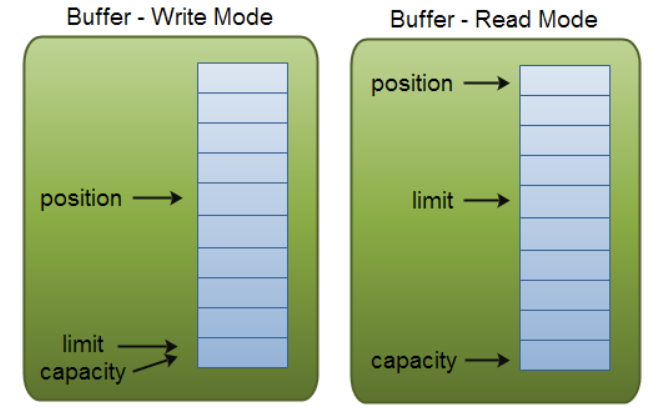 Buffer - Write Mode
position
limit
capacity
Buffer - Read Mode
position
limit
capacity